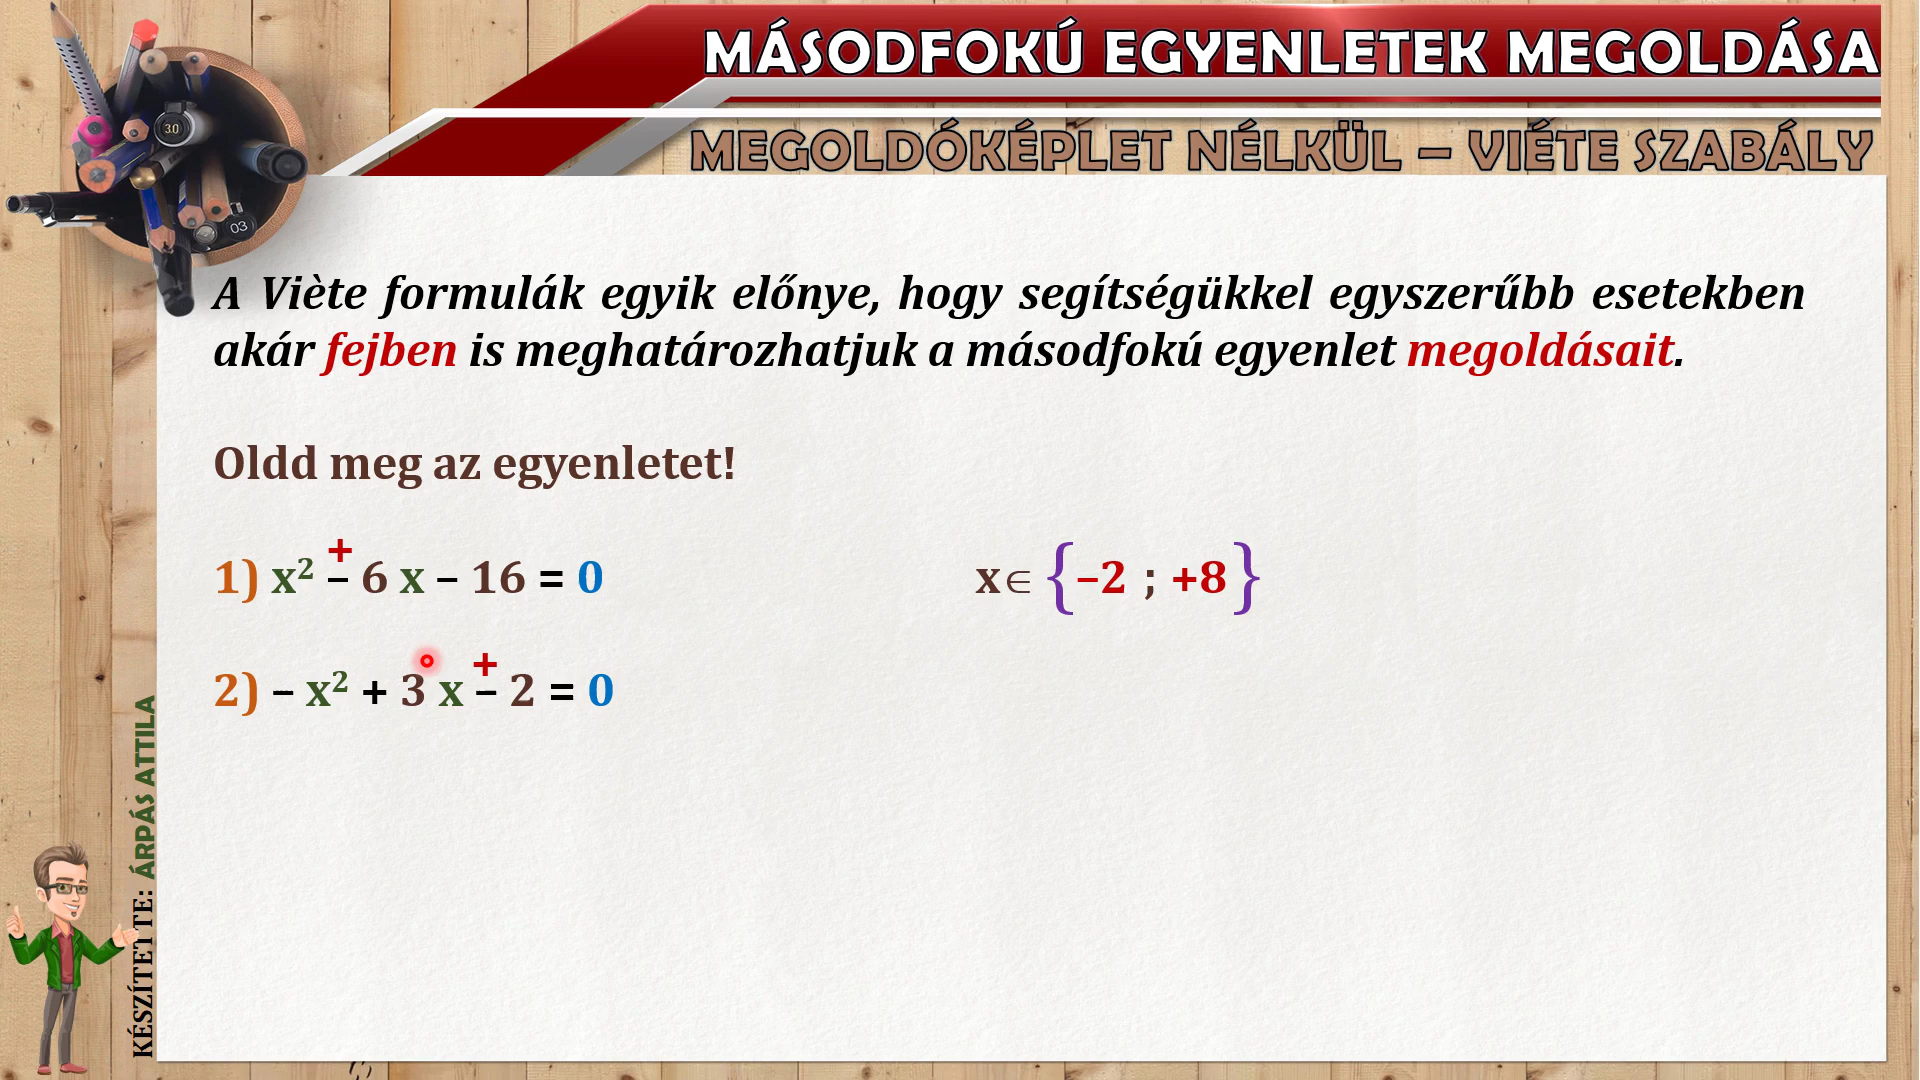 MÁSODFOKÚ EGYENLETEK MEGOLDÁSA
MEGOLDÓKÉPLET NÉLKÜL – VIÉTE SZABÁLY
3.0
03
A Viète formulák egyik előnye, hogy segítségükkel egyszerűbb esetekben
akár fejben is meghatározhatjuk a másodfokú egyenlet megoldásait.
Oldd meg az egyenletet!
+
1) x² – 6 x – 16 = 0 x∈ {–2 ; +8}
+
2) – x² + 3 x – 2 = 0
KÉSZÍTETTE: ÁRPÁS ATTILA